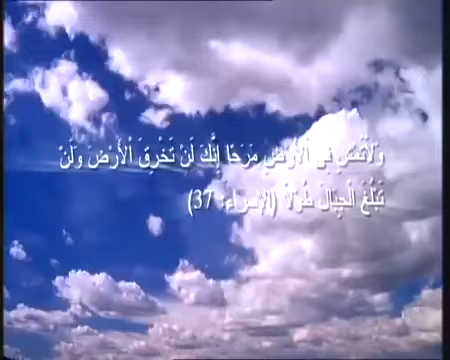 وَلَا تَمْشِ فِي الْأَرْضِ مَرَحًا إِنَّكَ لَنْ تَخْرِقَ الْأَرْضَ وَلَنْ
تَبْلُغَ الْجِبَالَ طُولًا (الإسراء: 37)